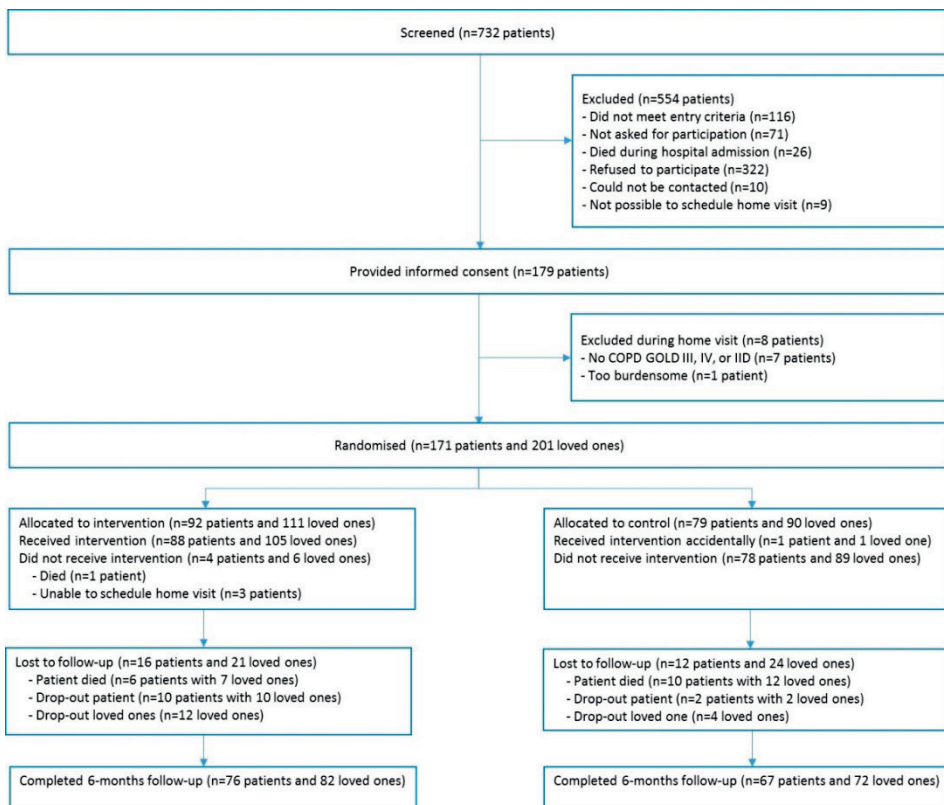 Screened (n=732 patients)
Excluded (n=554 patients)
- Did not meet entry criteria (n=116)
- Not asked for participation (n=71)
- Died during hospital admission (n=26)
- Refused to participate (n=322)
- Could not be contacted (n=10)
- Not possible to schedule home visit (n=9)
Provided informed consent (n=179 patients)
Excluded during home visit (n=8 patients)
- No COPD GOLD III, IV, or IID (n=7 patients)
- Too burdensome (n=1 patient)
Randomised (n=171 patients and 201 loved ones)
Allocated to intervention (n=92 patients and 111 loved ones)
Received intervention (n=88 patients and 105 loved ones)
Did not receive intervention (n=4 patients and 6 loved ones)
- Died (n=1 patient)
- Unable to schedule home visit (n=3 patients)
Allocated to control (n=79 patients and 90 loved ones)
Received intervention accidentally (n=1 patient and 1 loved one)
Did not receive intervention (n=78 patients and 89 loved ones)
Lost to follow-up (n=16 patients and 21 loved ones)
- Patient died (n=6 patients with 7 loved ones)
- Drop-out patient (n=10 patients with 10 loved ones)
- Drop-out loved ones (n=12 loved ones)
Lost to follow-up (n=12 patients and 24 loved ones)
- Patient died (n=10 patients with 12 loved ones)
- Drop-out patient (n=2 patients with 2 loved ones)
- Drop-out loved one (n=4 loved ones)
Completed 6-months follow-up (n=76 patients and 82 loved ones)
Completed 6-months follow-up (n=67 patients and 72 loved ones)